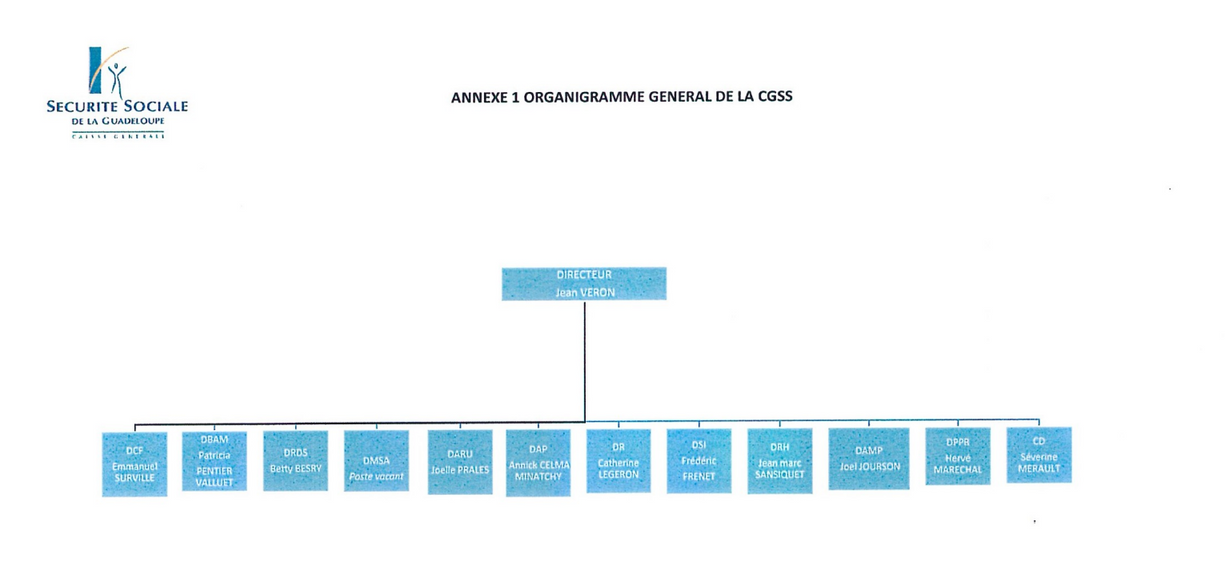 SECURITE SOCIALE
DE LA GUADELOUPE
CAISSE GENERALE
ANNEXE 1 ORGANIGRAMME GENERAL DE LA CGSS
DIRECTEUR
Jean VERON
DCF
Emmanuel
SURVILLE
DBAM
Patricia
PENTIER
VALLUET
DRDS
Betty BESRY
DMSA
Poste vacant
DARU
Joelle PRALES
DAP
Annick CELMA
MINATCHY
DR
Catherine
LEGERON
DSI
Frédéric
FRENET
DRH
Jean marc
SANSIQUET
DAMP
Joel JOURSON
DPPR
Hervé
MARECHAL
CD
Séverine
MERAULT